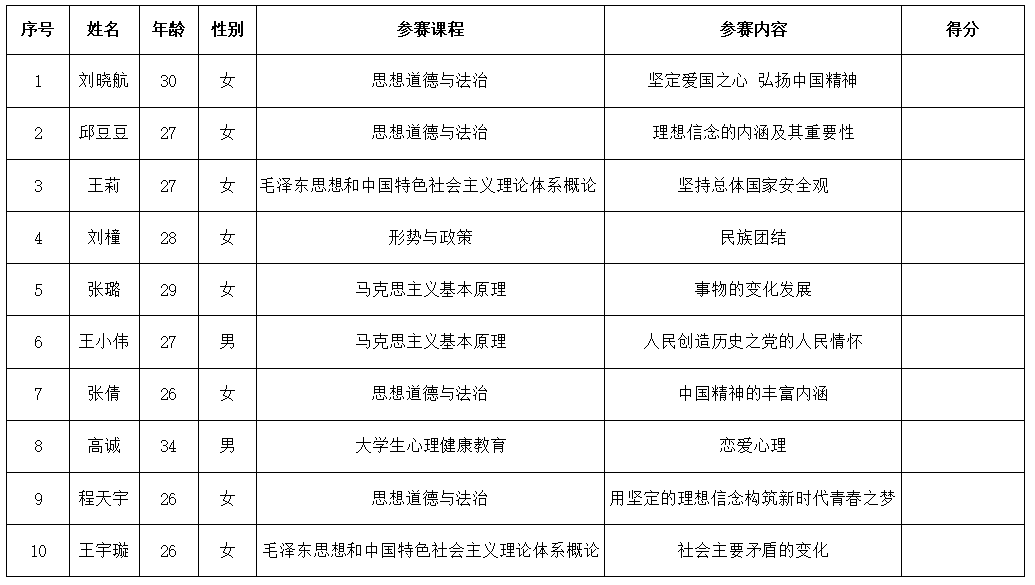 序号 姓名 年龄 性别 参赛课程 参赛内容 得分
1 刘晓航 30 女 思想道德与法治 坚定爱国之心 弘扬中国精神
2 邱豆豆 27 女 思想道德与法治 理想信念的内涵及其重要性
3 王莉 27 女 毛泽东思想和中国特色社会主义理论体系概论 坚持总体国家安全观
4 刘橦 28 女 形势与政策 民族团结
5 张璐 29 女 马克思主义基本原理 事物的变化发展
6 王小伟 27 男 马克思主义基本原理 人民创造历史之党的人民情怀
7 张倩 26 女 思想道德与法治 中国精神的丰富内涵
8 高诚 34 男 大学生心理健康教育 恋爱心理
9 程天宇 26 女 思想道德与法治 用坚定的理想信念构筑新时代青春之梦
10 王宇璇 26 女 毛泽东思想和中国特色社会主义理论体系概论 社会主要矛盾的变化